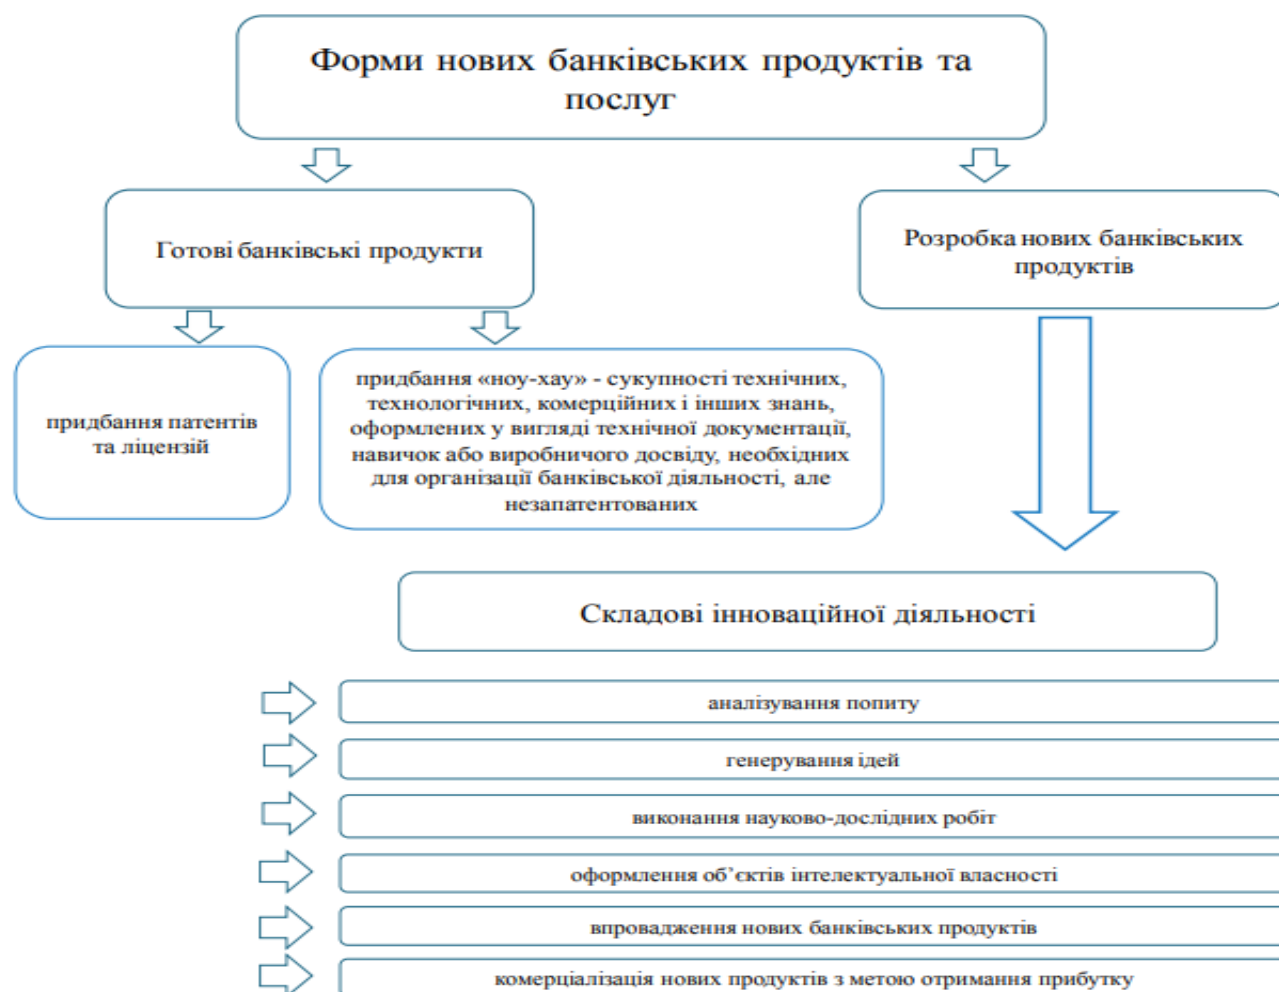 Форми нових банківських продуктів та
послуг
Готові банківські продукти
Розробка нових банківських
продуктів
придбання патентів
та ліцензій
придбання «ноу-хау» - сукупності технічних,
технологічних, комерційних і інших знань,
оформлених у вигляді технічної документації,
навичок або виробничого досвіду, необхідних
для організації банківської діяльності, але
незапатентованих
Складові інноваційної діяльності
аналізування попиту
генерування ідей
виконання науково-дослідних робіт
оформлення об’єктів інтелектуальної власності
впровадження нових банківських продуктів
комерціалізація нових продуктів з метою отримання прибутку